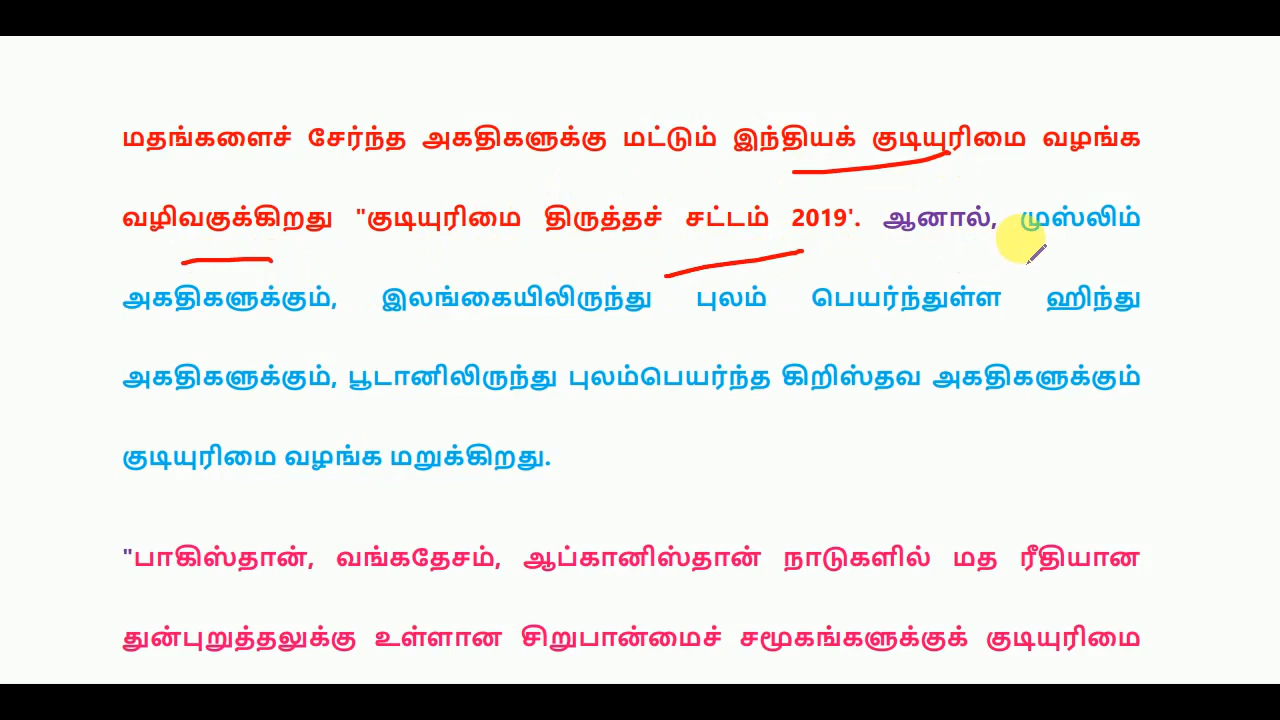 மதங்களைச் சேர்ந்த அகதிகளுக்கு மட்டும் இந்தியக் குடியுரிமை வழங்க
வழிவகுக்கிறது "குடியுரிமை திருத்தச் சட்டம் 2019'. ஆனால், முஸ்லிம்
அகதிகளுக்கும், இலங்கையிலிருந்து புலம் பெயர்ந்துள்ள ஹிந்து
அகதிகளுக்கும், பூடானிலிருந்து புலம்பெயர்ந்த கிறிஸ்தவ அகதிகளுக்கும்
குடியுரிமை வழங்க மறுக்கிறது.
"பாகிஸ்தான், வங்கதேசம், ஆப்கானிஸ்தான் நாடுகளில் மத ரீதியான
துன்புறுத்தலுக்கு உள்ளான சிறுபான்மைச் சமூகங்களுக்குக் குடியுரிமை